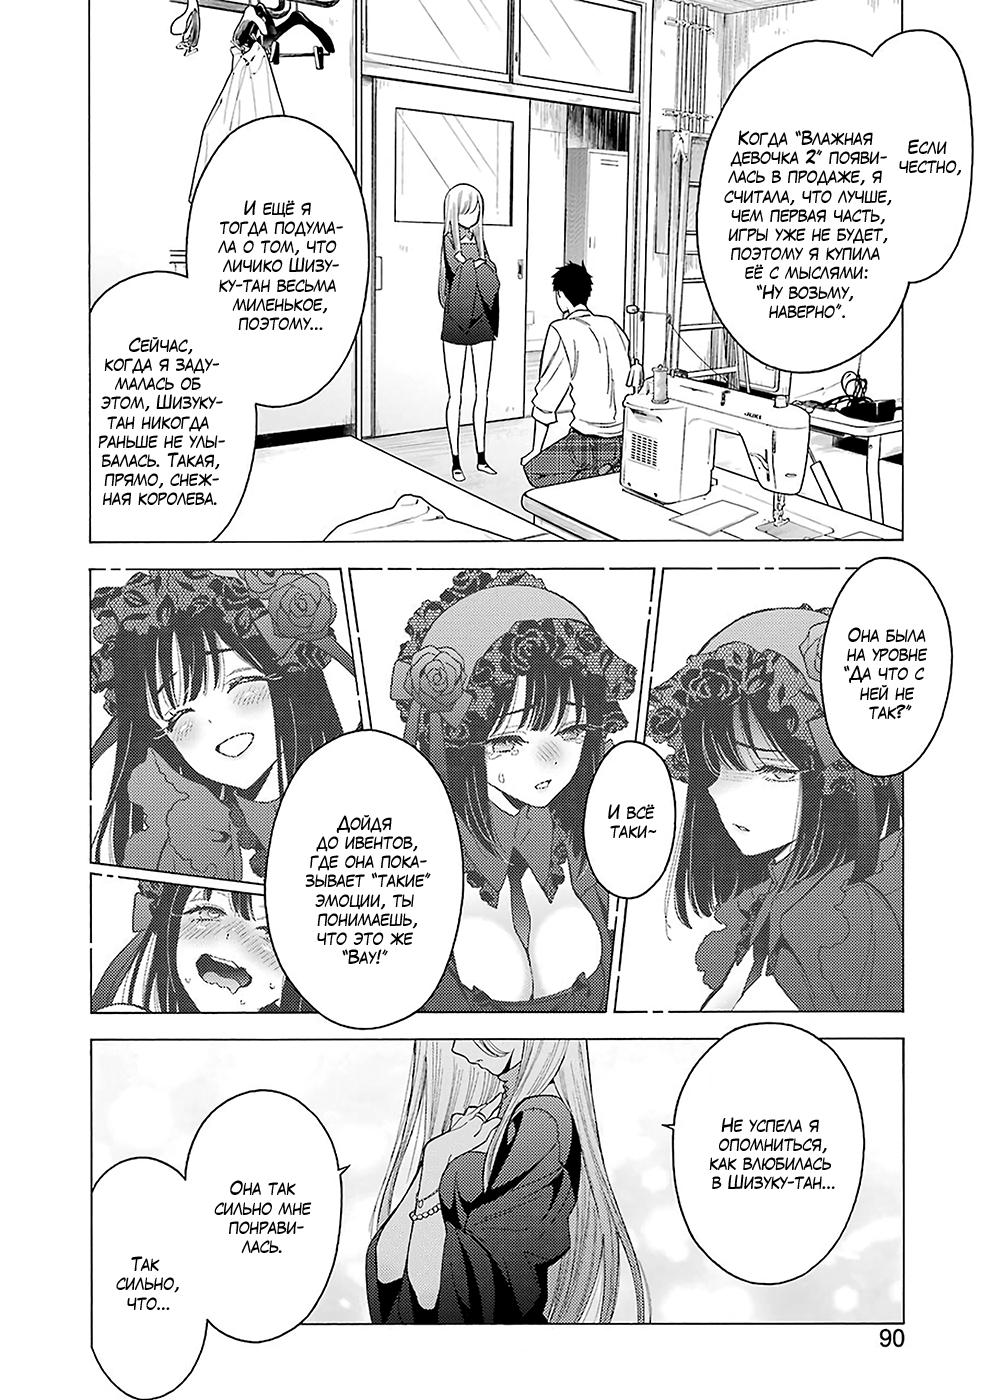 ЕСЛИ
ЧЕСТНО,
КОГДА "ВЛАЖНАЯ
ДЕВОЧКА 2" ПОЯВИ-
ЛАСЬ В ПРОДАЖЕ, Я
СЧИТАЛА, ЧТО ЛУЧШЕ,
ЧЕМ ПЕРВАЯ ЧАСТЬ,
ИГРЫ УЖЕ НЕ БУДЕТ,
ПОЭТОМУ Я КУПИЛА
ЕЁ С МЫСЛЯМИ:
"НУ ВОЗЬМУ,
НАВЕРНО".
И ЕЩЁ Я
ТОГДА ПОДУМА-
ЛА О ТОМ, ЧТО
ЛИЧИКО ШИЗУ-
КУ-ТАН ВЕСЬМА
МИЛЕНЬКОЕ,
ПОЭТОМУ...
СЕЙЧАС,
КОГДА Я ЗАДУ-
МАЛАСЬ ОБ
ЭТОМ, ШИЗУКУ-
ТАН НИКОГДА
РАНЬШЕ НЕ УЛЫ-
БАЛАСЬ. ТАКАЯ,
ПРЯМО, СНЕЖ-
НАЯ КОРОЛЕВА.
JUKI
ОНА БЫЛА
НА УРОВНЕ
"ДА ЧТО С
НЕЙ НЕ
ТАК?"
И ВСЁ
ТАКИ~
ДОЙДЯ
ДО ИВЕНТОВ,
ГДЕ ОНА ПОКА-
ЗЫВАЕТ "ТАКИЕ"
ЭМОЦИИ, ТЫ
ПОНИМАЕШЬ,
ЧТО ЭТО ЖЕ
"ВАУ!"
НЕ УСПЕЛА Я
ОПОМНИТЬСЯ,
КАК ВЛЮБИЛАСЬ
В ШИЗУКУ-ТАН...
ОНА ТАК
СИЛЬНО МНЕ
ПОНРАВИ-
ЛАСЬ.
ТАК
СИЛЬНО,
ЧТО...
90